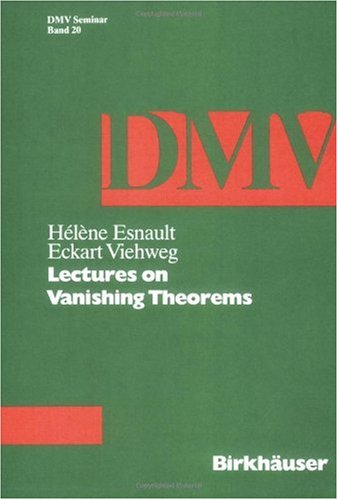 DMV Seminar
Band 20
DMV
Hélène Esnault
Eckart Viehweg
Lectures on
Vanishing Theorems
Birkhäuser